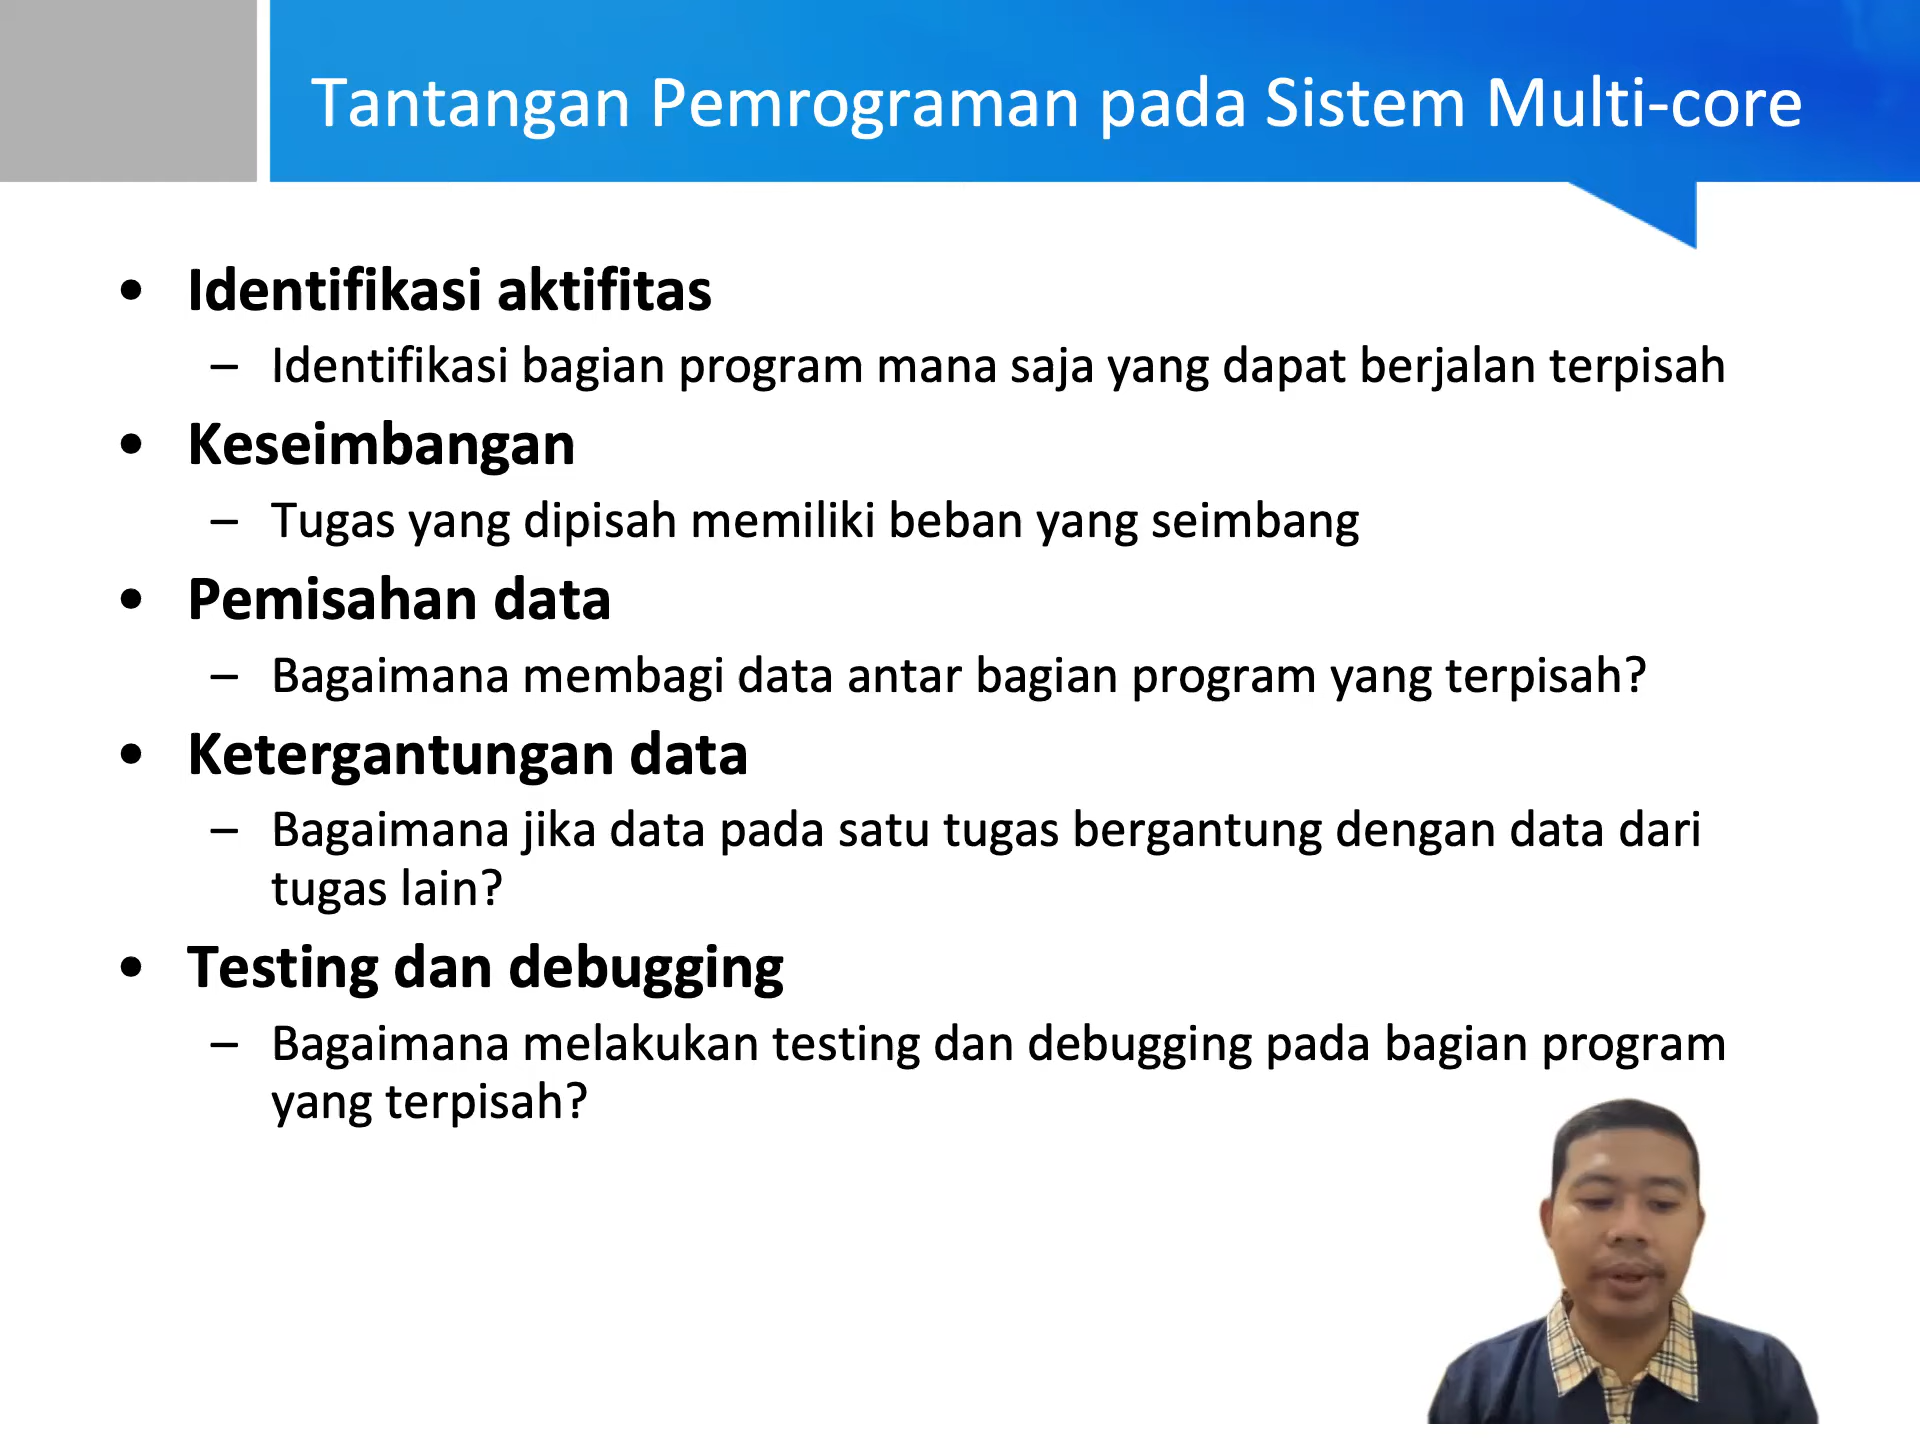 Tantangan Pemrograman pada Sistem Multi-core
• Identifikasi aktifitas
– Identifikasi bagian program mana saja yang dapat berjalan terpisah
• Keseimbangan
– Tugas yang dipisah memiliki beban yang seimbang
• Pemisahan data
– Bagaimana membagi data antar bagian program yang terpisah?
• Ketergantungan data
– Bagaimana jika data pada satu tugas bergantung dengan data dari
tugas lain?
• Testing dan debugging
– Bagaimana melakukan testing dan debugging pada bagian program
yang terpisah?